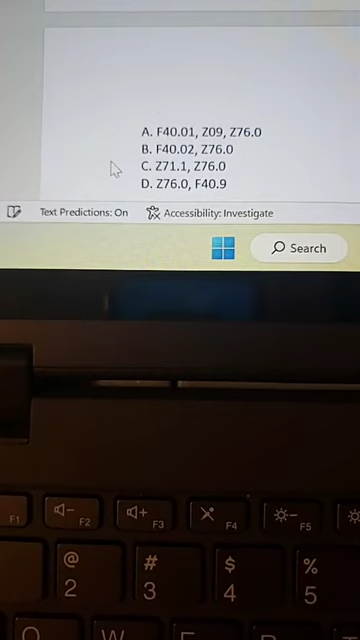 A. F40.01, Z09, Z76.0
B. F40.02, Z76.0
C. Z71.1, Z76.0
D. Z76.0, F40.9
Text Predictions: On Accessibility: Investigate
Search
F1 F2 F3 F4 F5
@ # $ %
2 3 4 5
W